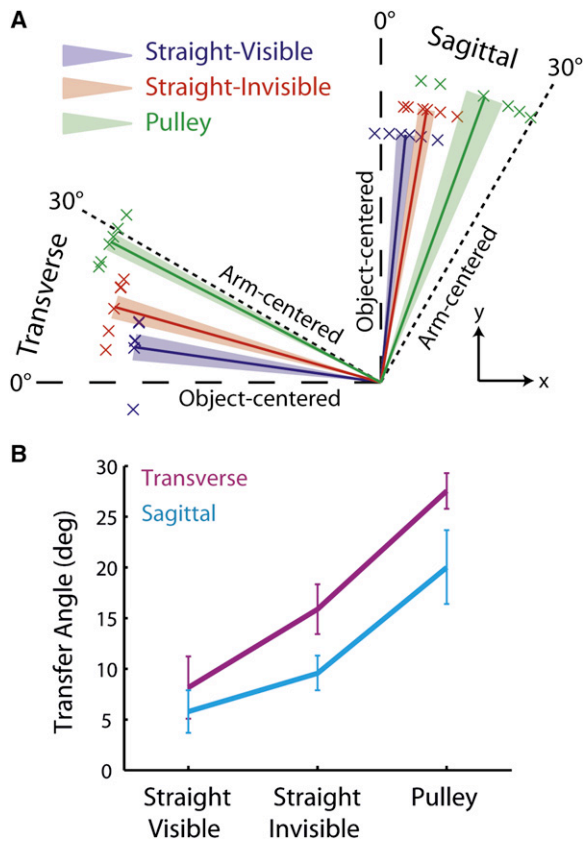 A
Straight-Visible
Straight-Invisible
Pulley
0°
Sagittal
30°
Object-centered
Arm-centered
30°
Transverse
Arm-centered
0°
Object-centered
y
x
B
Transfer Angle (deg)
30
25
20
15
10
5
0
Transverse
Sagittal
Straight
Visible
Straight
Invisible
Pulley